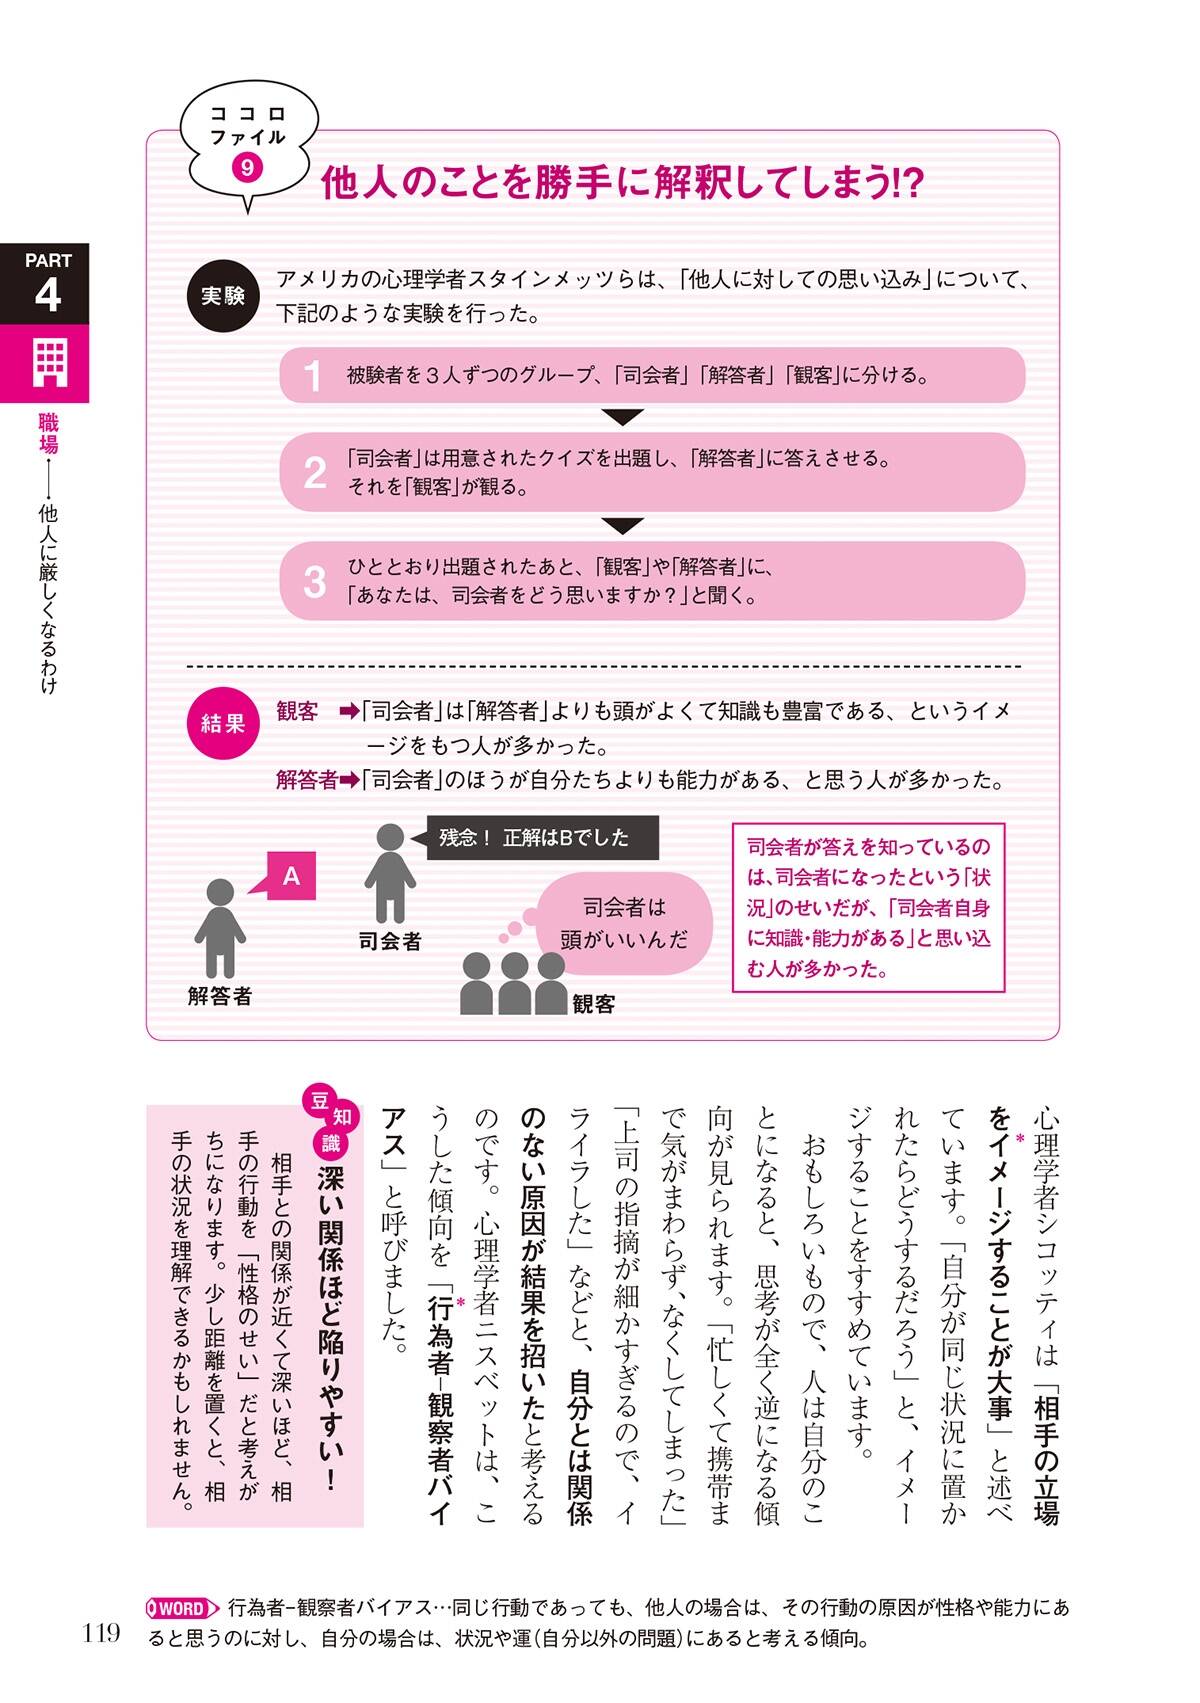 ココロ
ファイル
9
他人のことを勝手に解釈してしまう!?
PART
4
職場——他人に厳しくなるわけ
実験
アメリカの心理学者スタインメッツらは、「他人に対しての思い込み」について、
下記のような実験を行った。
1
被験者を３人ずつのグループ、「司会者」「解答者」「観客」に分ける。
2
「司会者」は用意されたクイズを出題し、「解答者」に答えさせる。
それを「観客」が観る。
3
ひととおり出題されたあと、「観客」や「解答者」に、
「あなたは、司会者をどう思いますか？」と聞く。
結果
観客 ➡「司会者」は「解答者」よりも頭がよくて知識も豊富である、というイメ
ージをもつ人が多かった。
解答者➡「司会者」のほうが自分たちよりも能力がある、と思う人が多かった。
残念！ 正解はBでした
A
司会者
解答者
司会者は
頭がいいんだ
観客
司会者が答えを知っているの
は、司会者になったという「状
況」のせいだが、「司会者自身
に知識・能力がある」と思い込
む人が多かった。
心理学者シコッティは「相手の立場
をイメージすることが大事」と述べ
*
ています。「自分が同じ状況に置か
れたらどうするだろう」と、イメー
ジすることをすすめています。
おもしろいもので、人は自分のこ
とになると、思考が全く逆になる傾
向が見られます。「忙しくて携帯ま
で気がまわらず、なくしてしまった」
「上司の指摘が細かすぎるので、イ
ライラした」などと、自分とは関係
のない原因が結果を招いたと考える
のです。心理学者ニスベットは、こ
うした傾向を「行為者–観察者バイ
*
アス」と呼びました。
豆知識
深い関係ほど陥りやすい！
相手との関係が近くて深いほど、相
手の行動を「性格のせい」だと考えが
ちになります。少し距離を置くと、相
手の状況を理解できるかもしれません。
WORD 行為者–観察者バイアス…同じ行動であっても、他人の場合は、その行動の原因が性格や能力にあ
ると思うのに対し、自分の場合は、状況や運（自分以外の問題）にあると考える傾向。
119